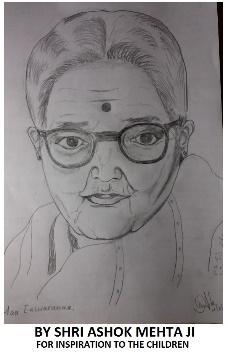 Maa Easwaramma.
BY SHRI ASHOK MEHTA JI
FOR INSPIRATION TO THE CHILDREN